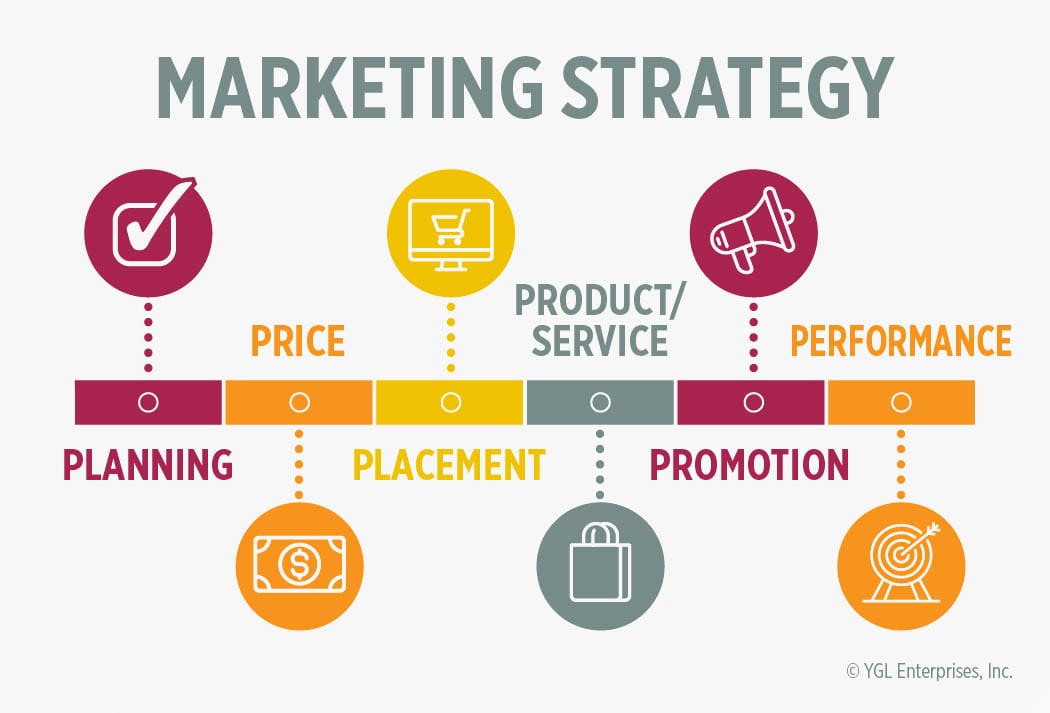 MARKETING STRATEGY
PLANNING
PRICE
PLACEMENT
PRODUCT/
SERVICE
PROMOTION
PERFORMANCE
$
© YGL Enterprises, Inc.